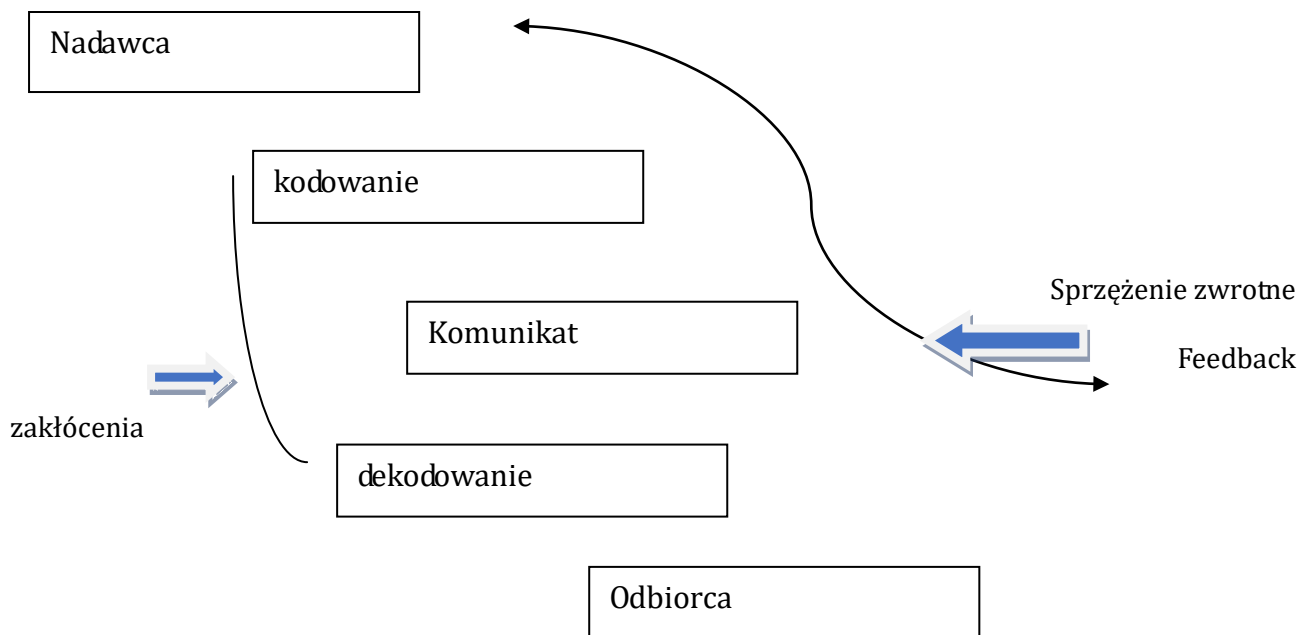 Nadawca
kodowanie
Sprzężenie zwrotne
Komunikat
Feedback
zakłócenia
dekodowanie
Odbiorca